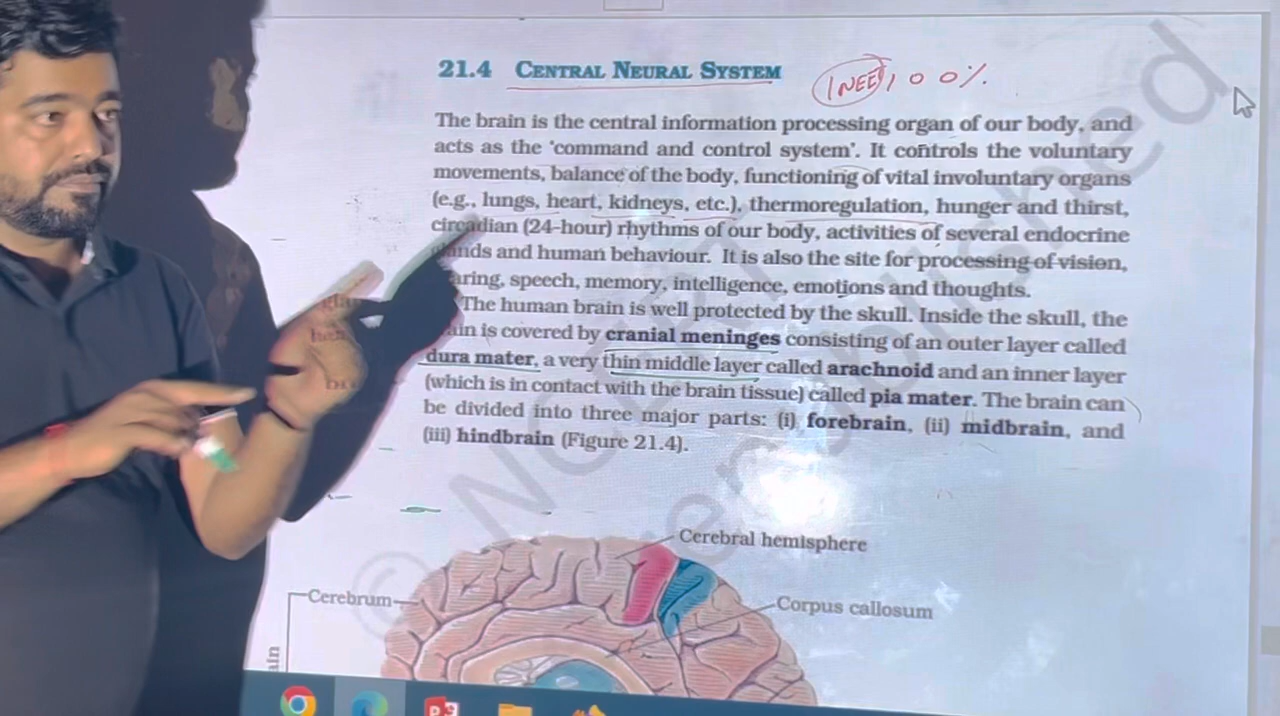 21.4 CENTRAL NEURAL SYSTEM
NEET 100%
The brain is the central information processing organ of our body, and
acts as the 'command and control system'. It controls the voluntary
movements, balance of the body, functioning of vital involuntary organs
(e.g., lungs, heart, kidneys, etc.), thermoregulation, hunger and thirst,
circadian (24-hour) rhythms of our body, activities of several endocrine
and human behaviour. It is also the site for processing of vision,
speech, memory, intelligence, emotions and thoughts.
The human brain is well protected by the skull. Inside the skull, the
is covered by cranial meninges consisting of an outer layer called
dura mater, a very thin middle layer called arachnoid and an inner layer
(which is in contact with the brain tissue) called pia mater. The brain can
be divided into three major parts: (i) forebrain, (ii) midbrain, and
(iii) hindbrain (Figure 21.4).
Cerebral hemisphere
Cerebrum
Corpus callosum
© NCERT